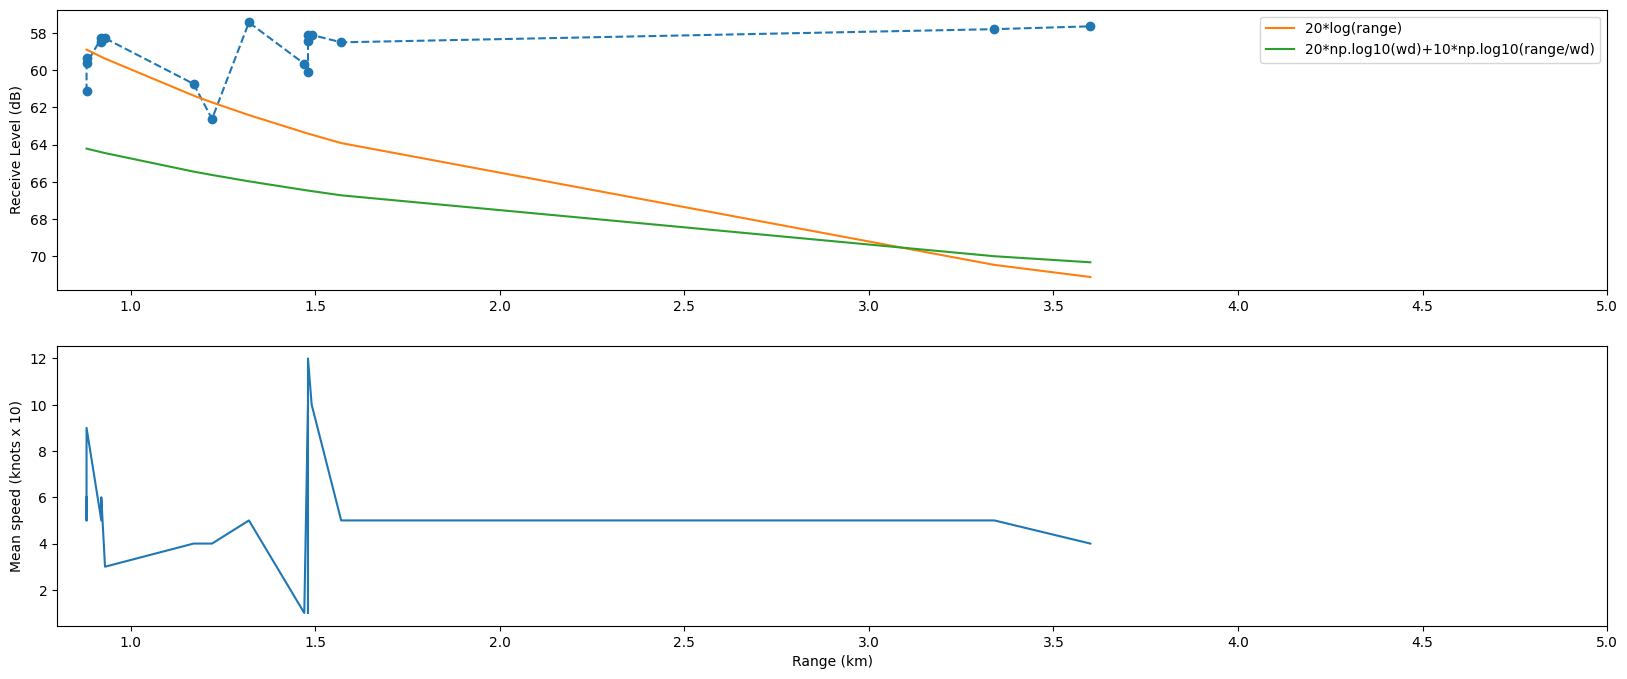 20*log(range)
20*np.log10(wd)+10*np.log10(range/wd)
Receive Level (dB)
58
60
62
64
66
68
70
1.0 1.5 2.0 2.5 3.0 3.5 4.0 4.5 5.0
Mean speed (knots x 10)
12
10
8
6
4
2
1.0 1.5 2.0 2.5 3.0 3.5 4.0 4.5 5.0
Range (km)